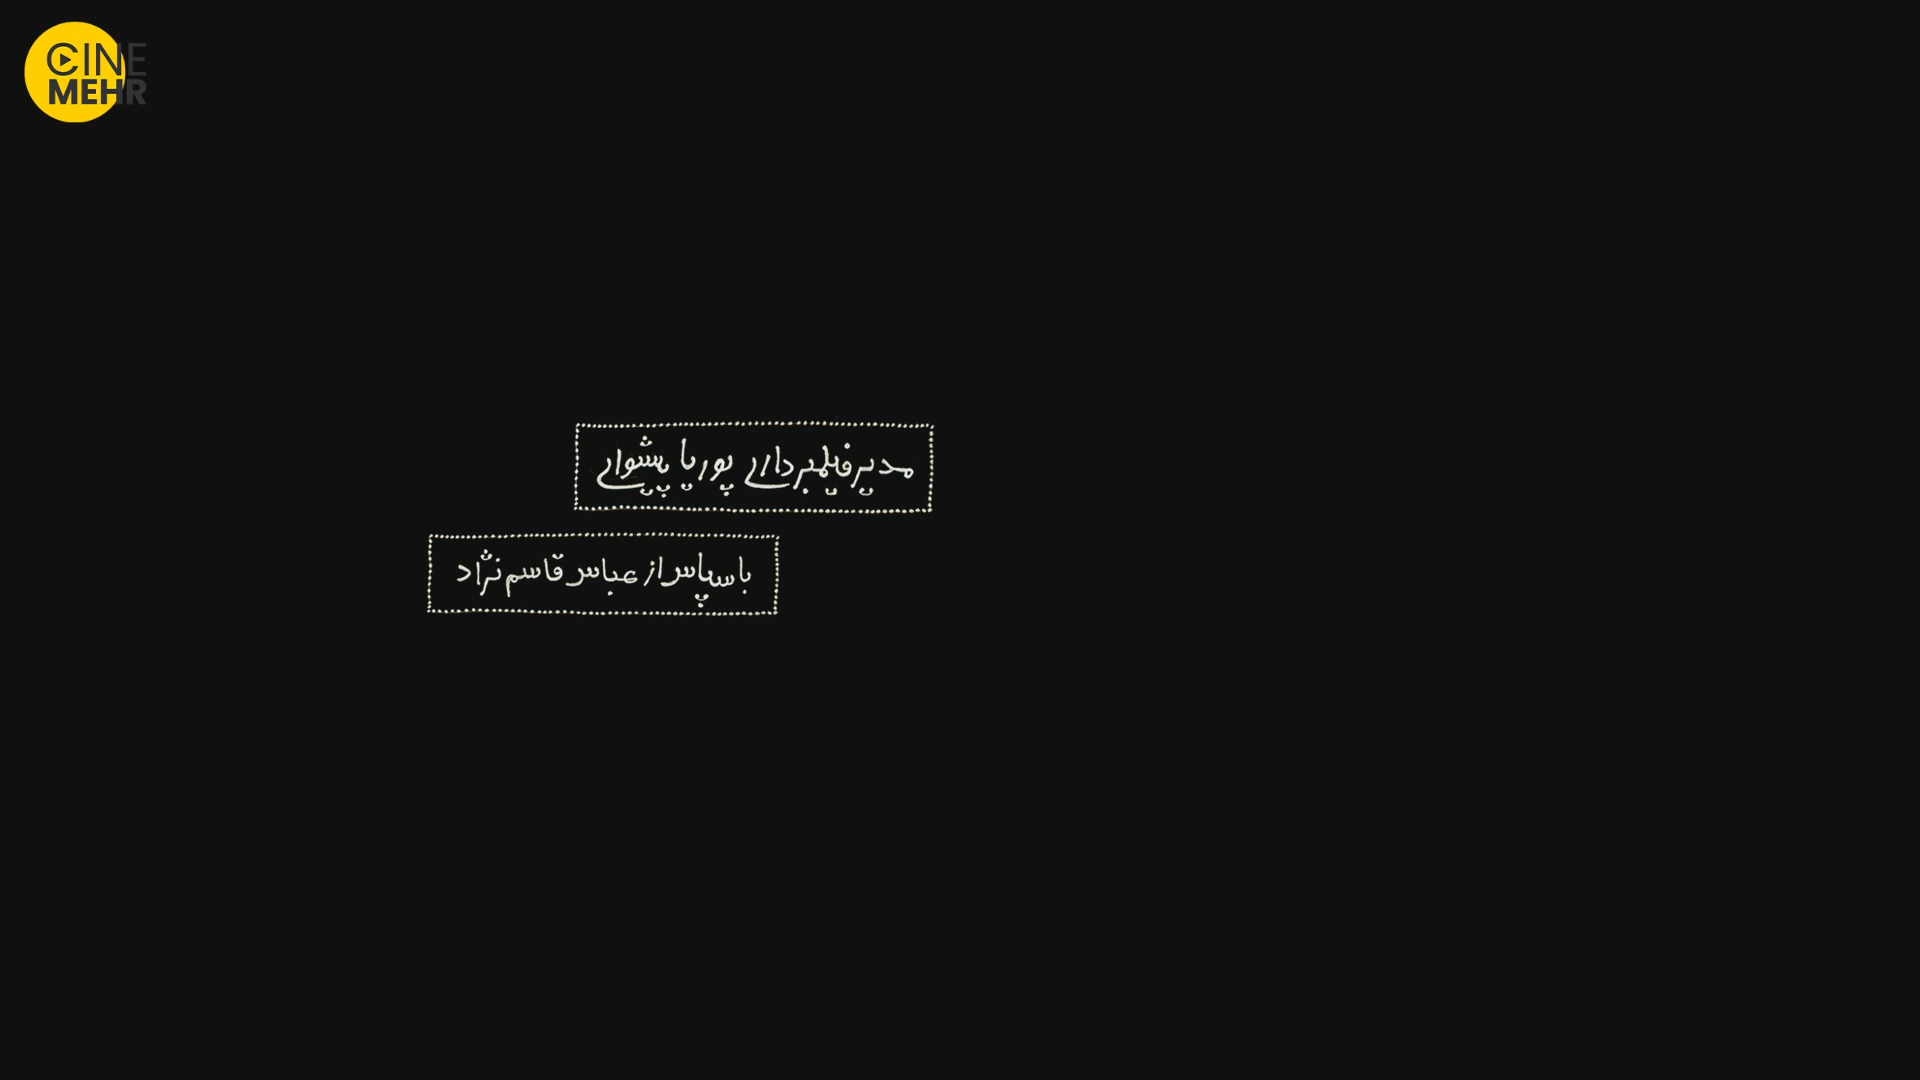 CINE
MEHR
مدیر فیلمبرداری پوریا پیشوایی
با سپاس از عباس قاسم نژاد